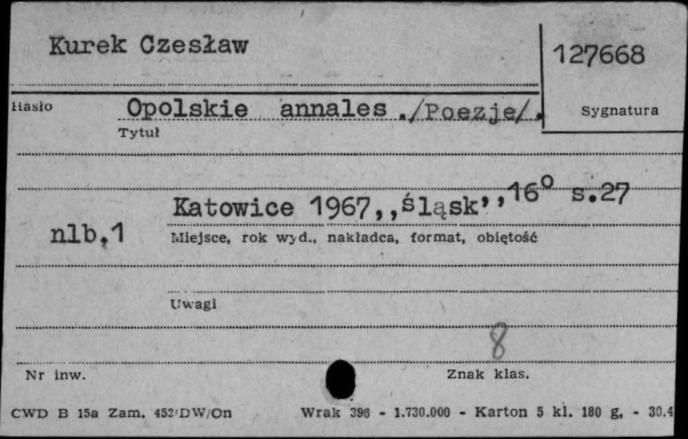 Kurek Czesław
127668
Hasło
Opolskie annales ./Poezje/.
Sygnatura
Tytuł
Katowice 1967,,śląsk’’16° s.27
nlb.1
Miejsce, rok wyd., nakładca, format, objętość
Uwagi
8
Nr inw.
Znak klas.
CWD B 15a Zam. 452/DW/On Wrak 396 - 1.730.000 - Karton 5 kl. 180 g, - 30.4